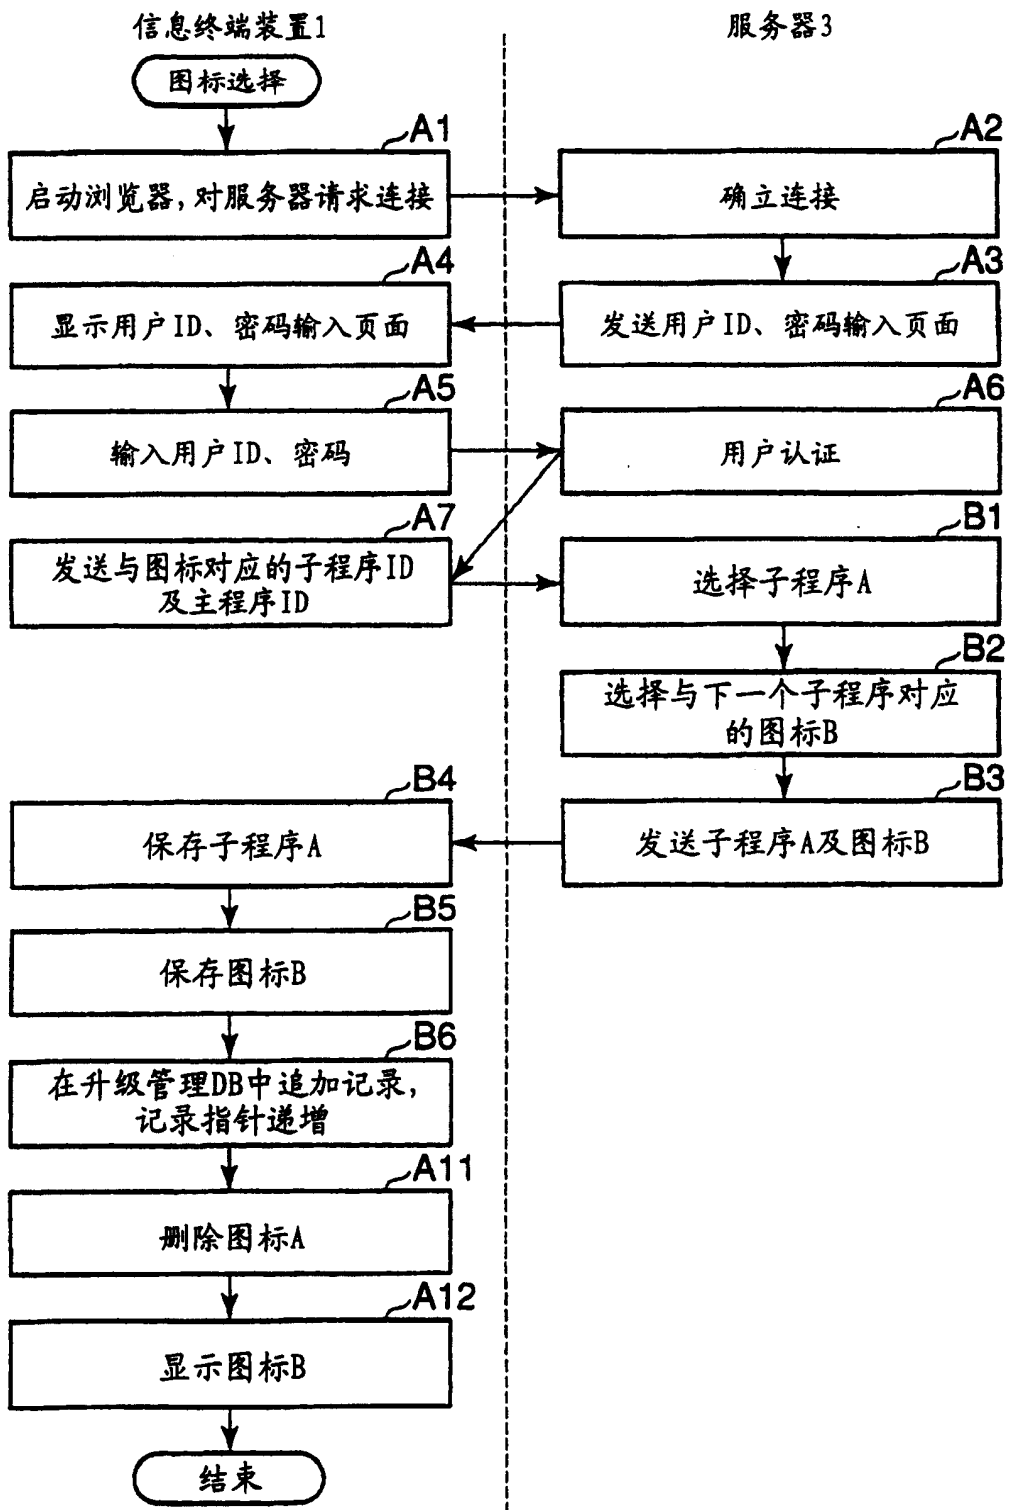 信息终端装置1
服务器3
图标选择
A1
启动浏览器,对服务器请求连接
A2
确立连接
A3
发送用户ID、密码输入页面
A4
显示用户ID、密码输入页面
A5
输入用户ID、密码
A6
用户认证
A7
发送与图标对应的子程序ID
及主程序ID
B1
选择子程序A
B2
选择与下一个子程序对应
的图标B
B3
发送子程序A及图标B
B4
保存子程序A
B5
保存图标B
B6
在升级管理DB中追加记录,
记录指针递增
A11
删除图标A
A12
显示图标B
结束